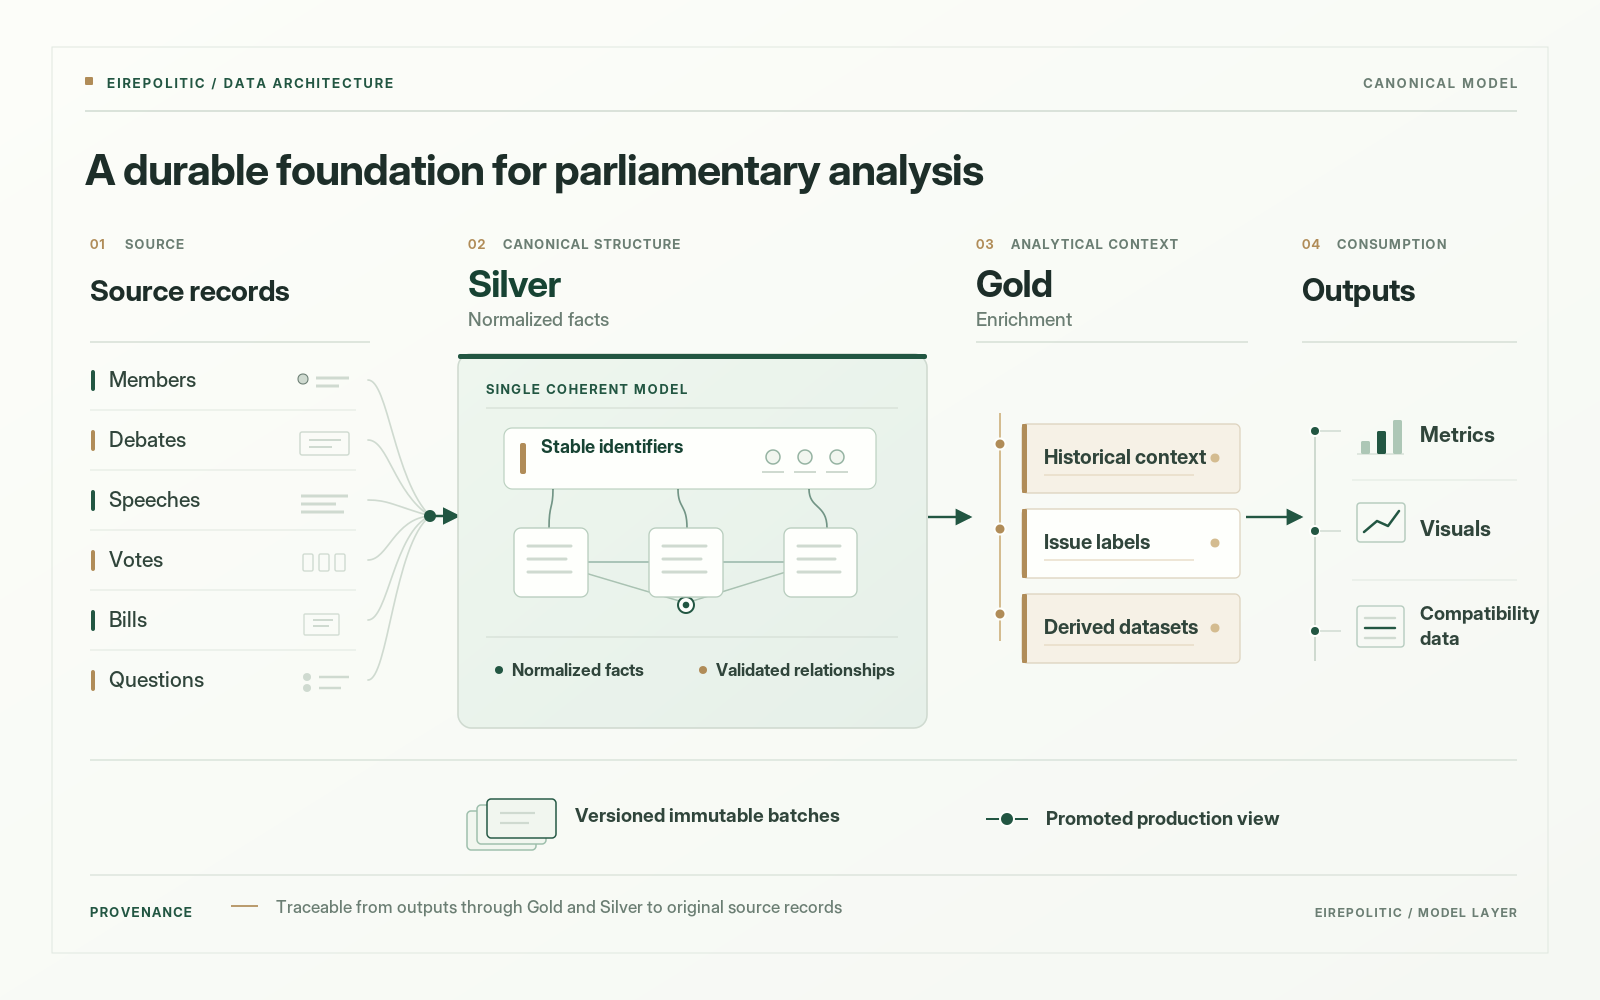 EIREPOLITIC / DATA ARCHITECTURE
CANONICAL MODEL
A durable foundation for parliamentary analysis
01 SOURCE
Source records
Members
Debates
Speeches
Votes
Bills
Questions
02 CANONICAL STRUCTURE
Silver
Normalized facts
SINGLE COHERENT MODEL
Stable identifiers
Normalized facts
Validated relationships
03 ANALYTICAL CONTEXT
Gold
Enrichment
Historical context
Issue labels
Derived datasets
04 CONSUMPTION
Outputs
Metrics
Visuals
Compatibility
data
Versioned immutable batches
Promoted production view
PROVENANCE
Traceable from outputs through Gold and Silver to original source records
EIREPOLITIC / MODEL LAYER